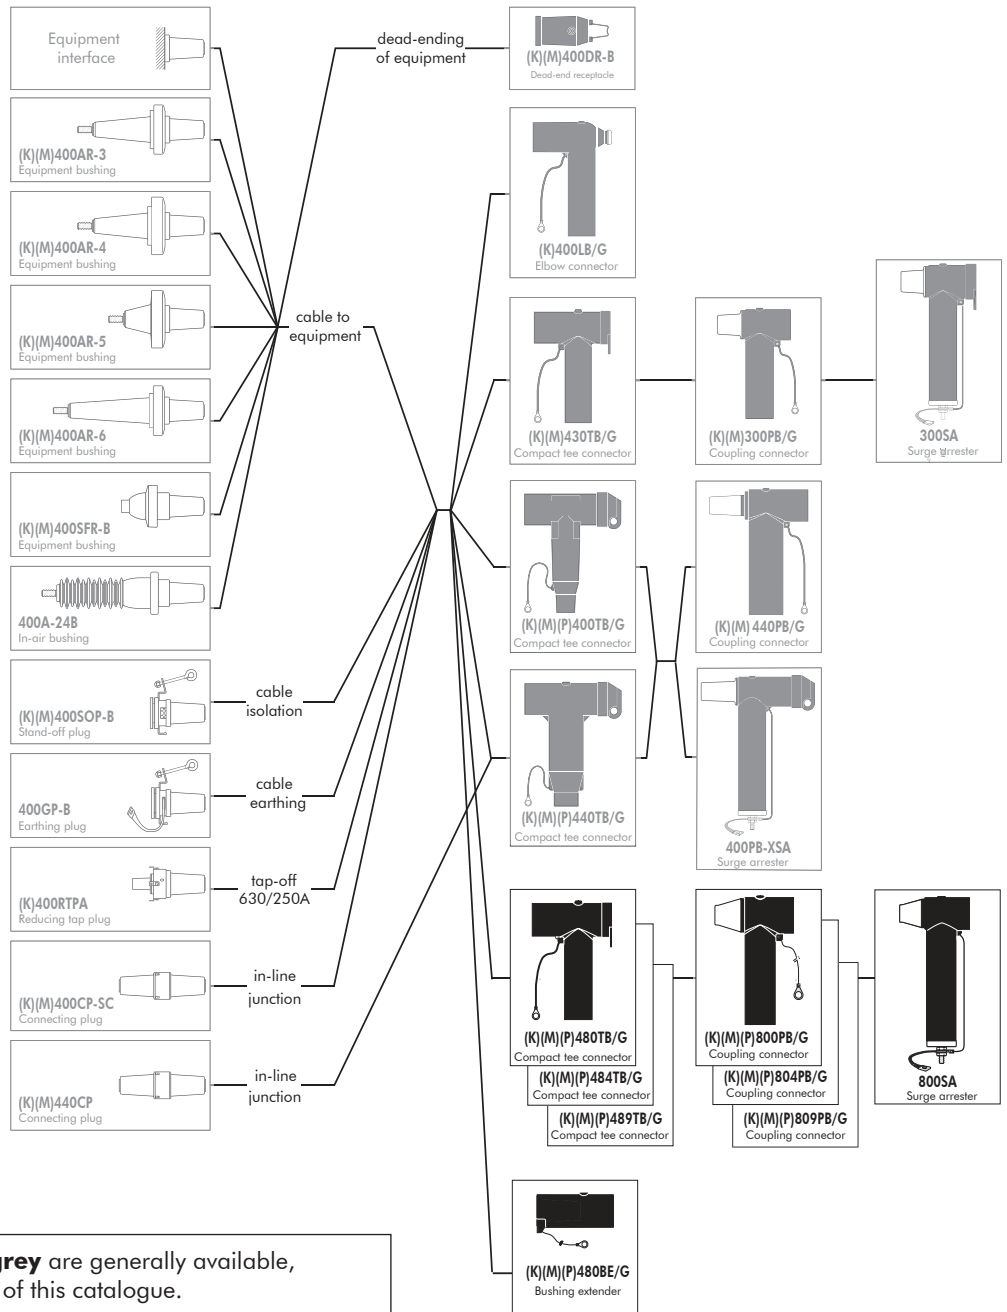 Equipment
interface
(K)(M)400AR-3
Equipment bushing
(K)(M)400AR-4
Equipment bushing
(K)(M)400AR-5
Equipment bushing
(K)(M)400AR-6
Equipment bushing
(K)(M)400SFR-B
Equipment bushing
400A-24B
In-air bushing
(K)(M)400SOP-B
Stand-off plug
400GP-B
Earthing plug
(K)400RTPA
Reducing tap plug
(K)(M)400CP-SC
Connecting plug
(K)(M)440CP
Connecting plug
dead-ending
of equipment
cable to
equipment
cable
isolation
cable
earthing
tap-off
630/250A
in-line
junction
in-line
junction
(K)(M)400DR-B
Dead-end receptacle
(K)400LB/G
Elbow connector
(K)(M)430TB/G
Compact tee connector
(K)(M)300PB/G
Coupling connector
300SA
Surge arrester
(K)(M)(P)400TB/G
Compact tee connector
(K)(M) 440PB/G
Coupling connector
(K)(M)(P)440TB/G
Compact tee connector
400PB-XSA
Surge arrester
(K)(M)(P)480TB/G
Compact tee connector
(K)(M)(P)484TB/G
Compact tee connector
(K)(M)(P)489TB/G
Compact tee connector
(K)(M)(P)800PB/G
Coupling connector
(K)(M)(P)804PB/G
Coupling connector
(K)(M)(P)809PB/G
Coupling connector
800SA
Surge arrester
(K)(M)(P)480BE/G
Bushing extender
grey are generally available,
of this catalogue.